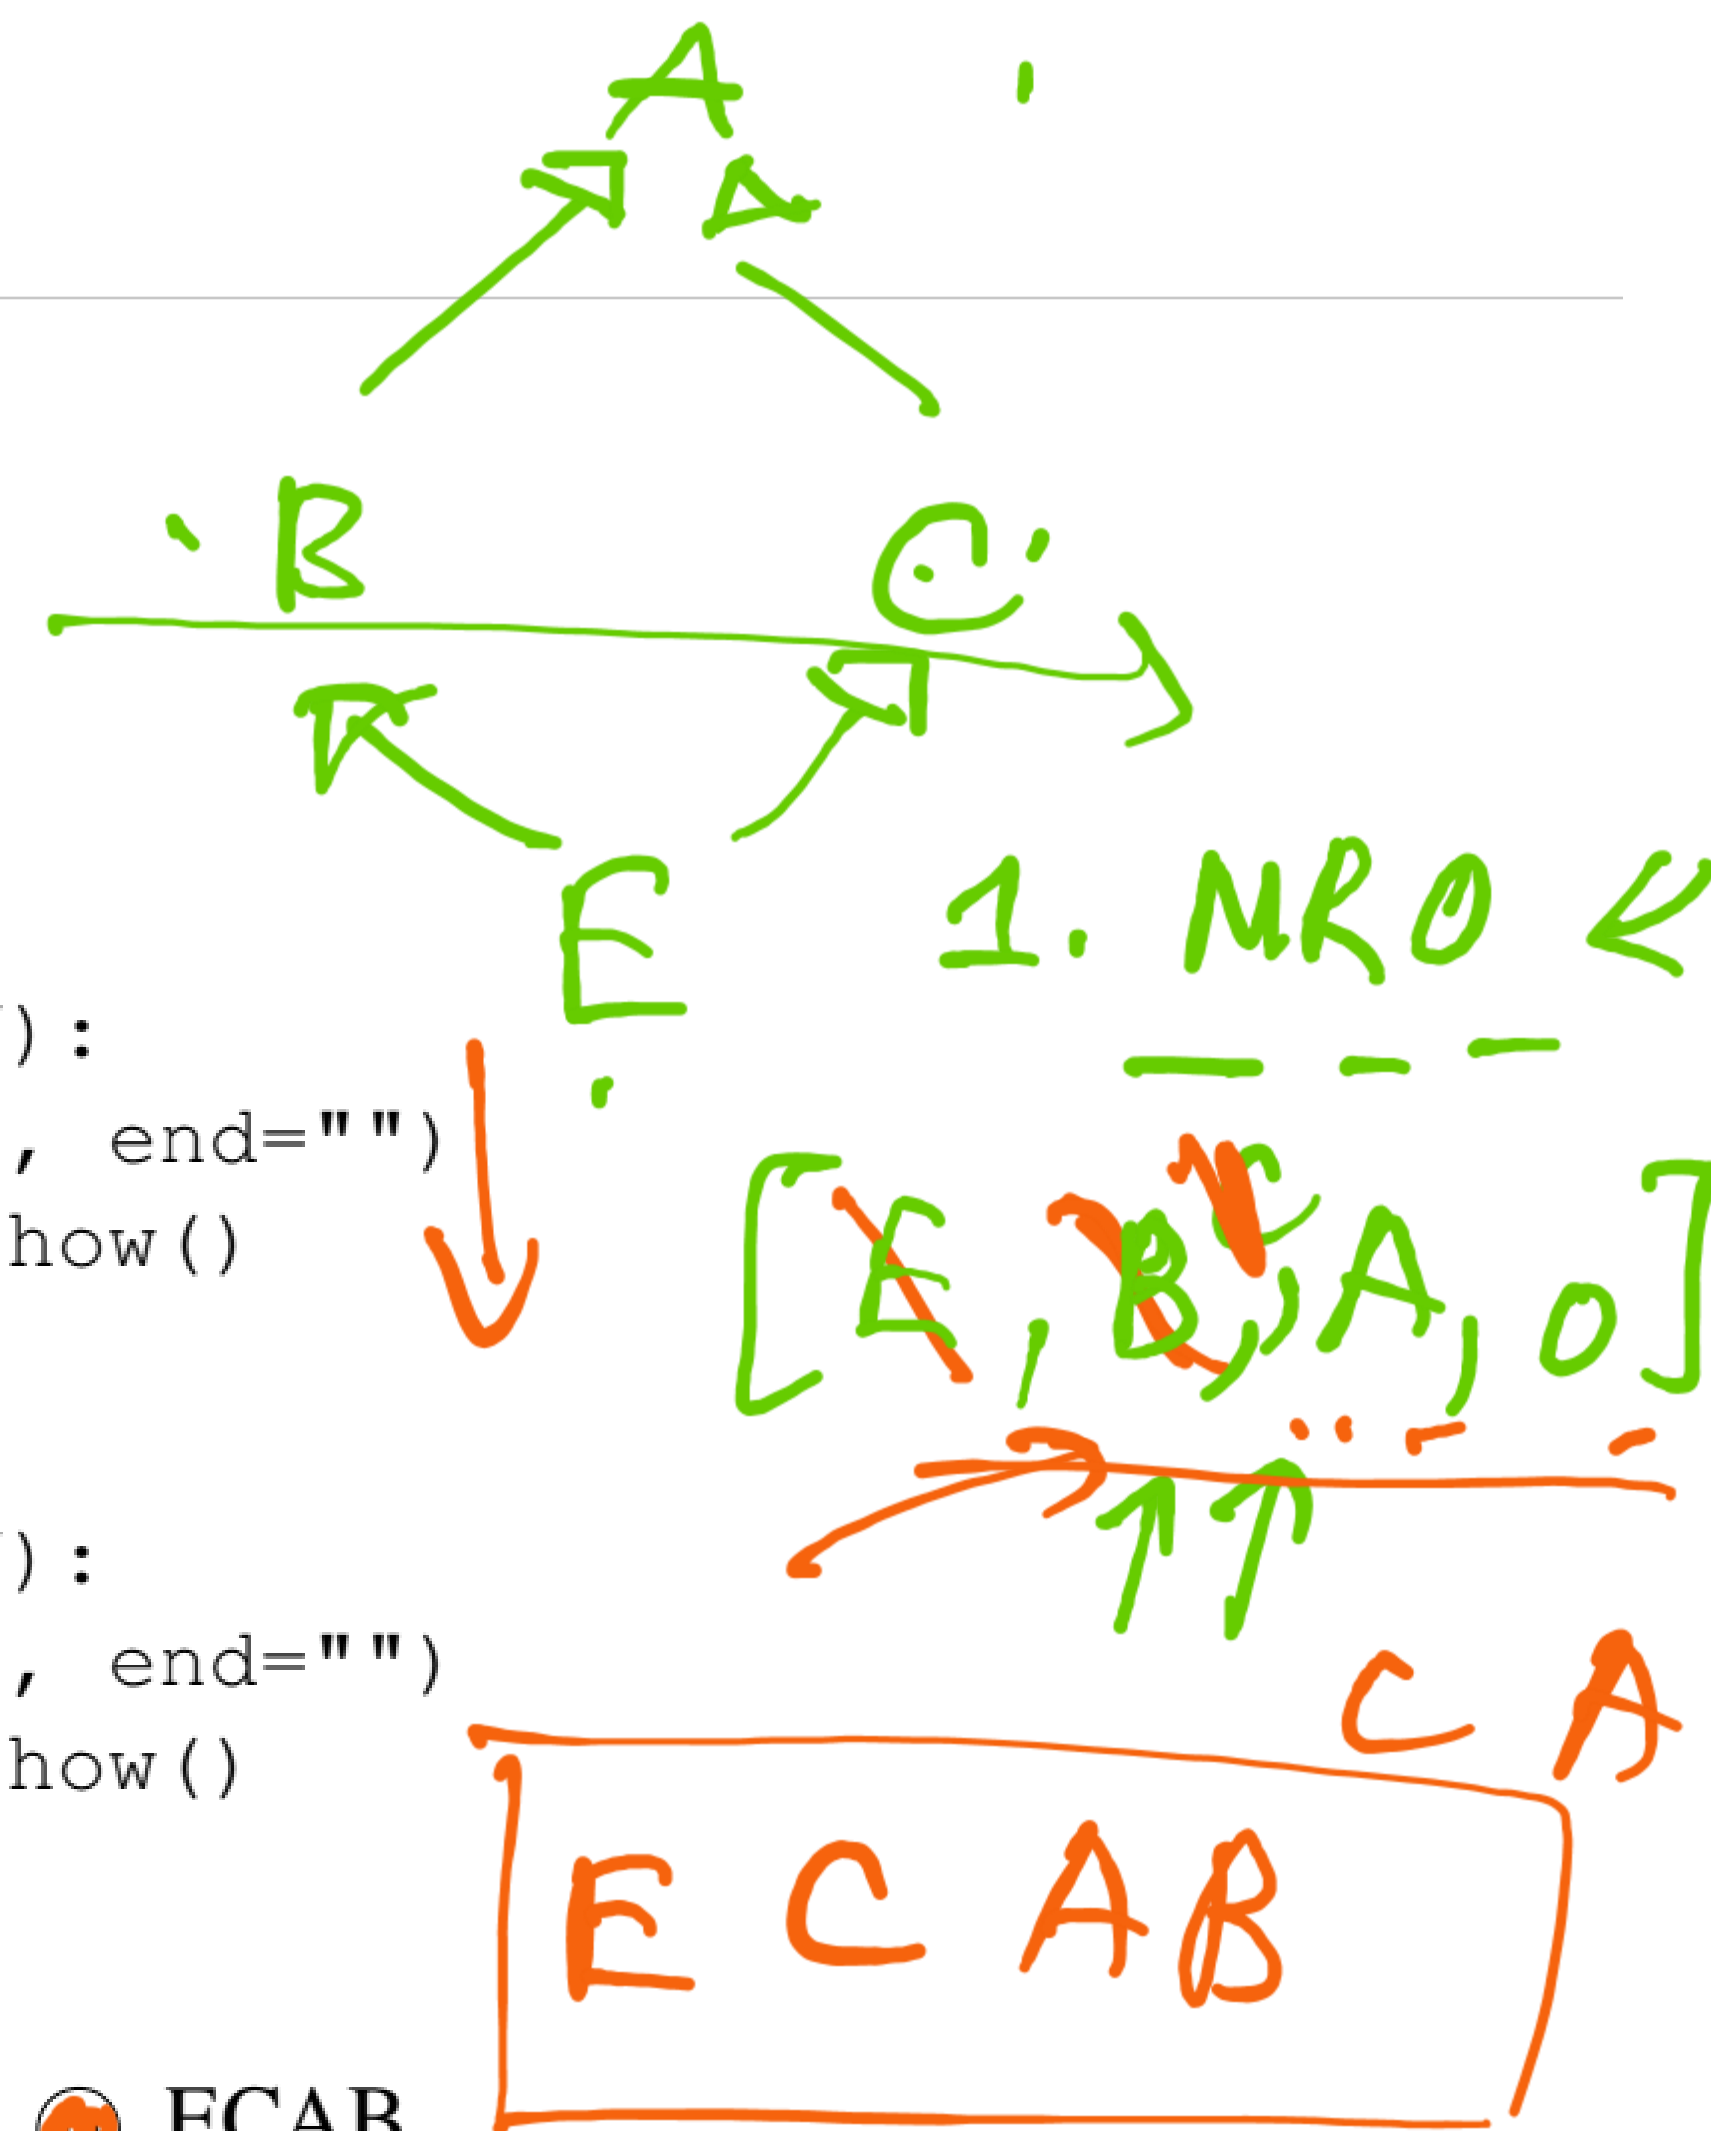 A
B C
E 1. MRO
):
, end="")
how()
[E, B, C, A, O]
):
, end="")
how()
C A
E C A B
ECAB